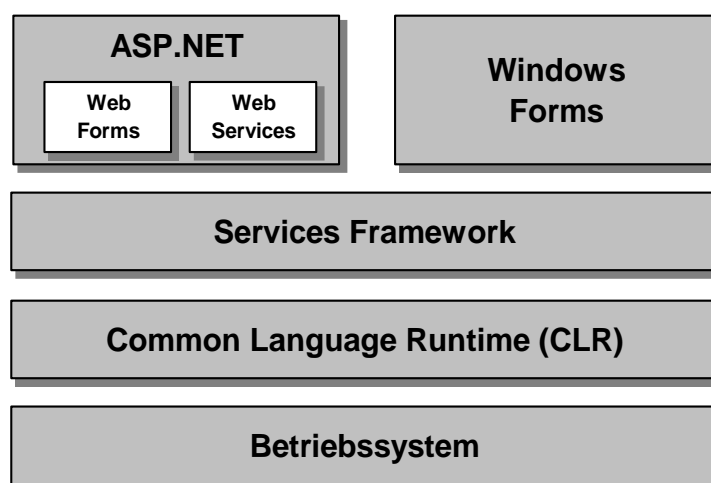 ASP.NET
Web
Forms
Web
Services
Windows
Forms
Services Framework
Common Language Runtime (CLR)
Betriebssystem